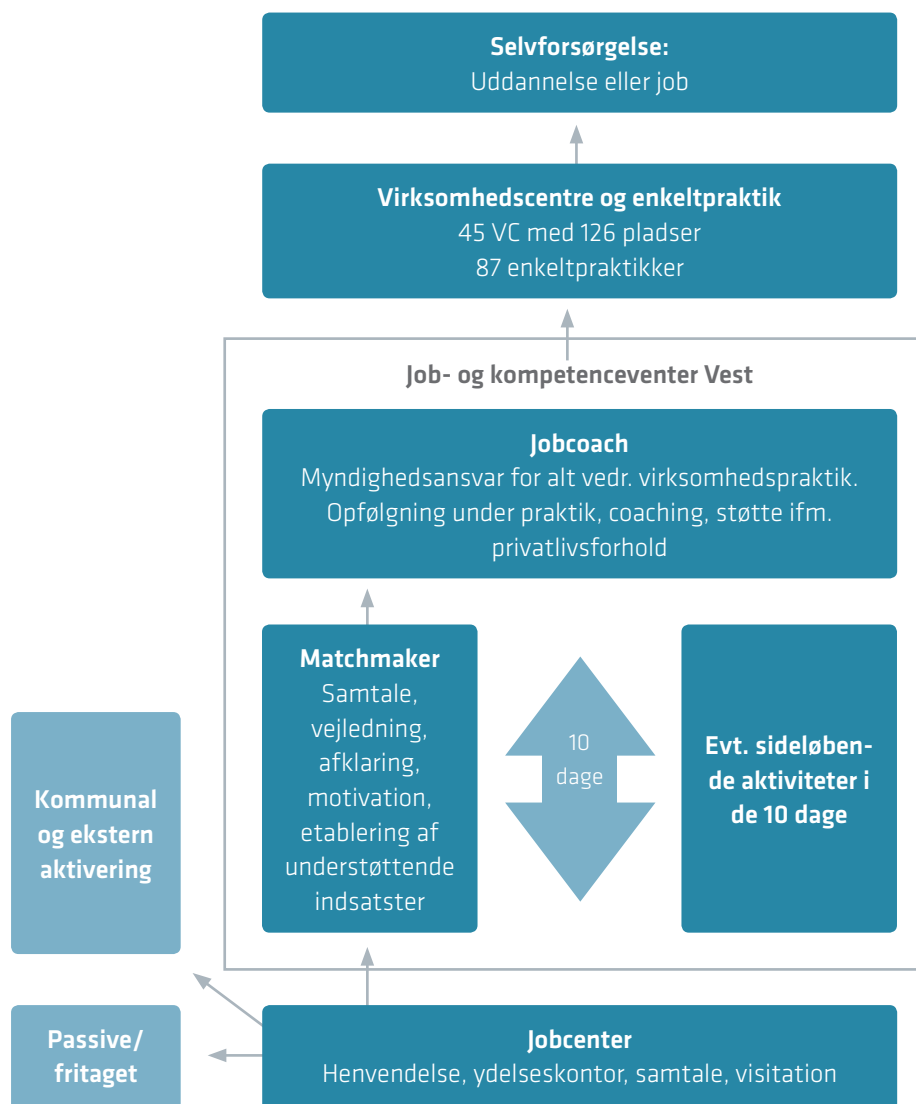 Selvforsørgelse:
Uddannelse eller job
Virksomhedscentre og enkeltpraktik
45 VC med 126 pladser
87 enkeltpraktikker
Job- og kompetenceventer Vest
Jobcoach
Myndighedsansvar for alt vedr. virksomhedspraktik.
Opfølgning under praktik, coaching, støtte ifm.
privatlivsforhold
Matchmaker
Samtale,
vejledning,
afklaring,
motivation,
etablering af
understøttende
indsatster
10
dage
Evt. sideløben-
de aktiviteter i
de 10 dage
Kommunal
og ekstern
aktivering
Passive/
fritaget
Jobcenter
Henvendelse, ydelseskontor, samtale, visitation